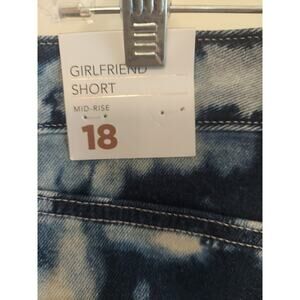 GIRLFRIEND
SHORT
MID-RISE
18